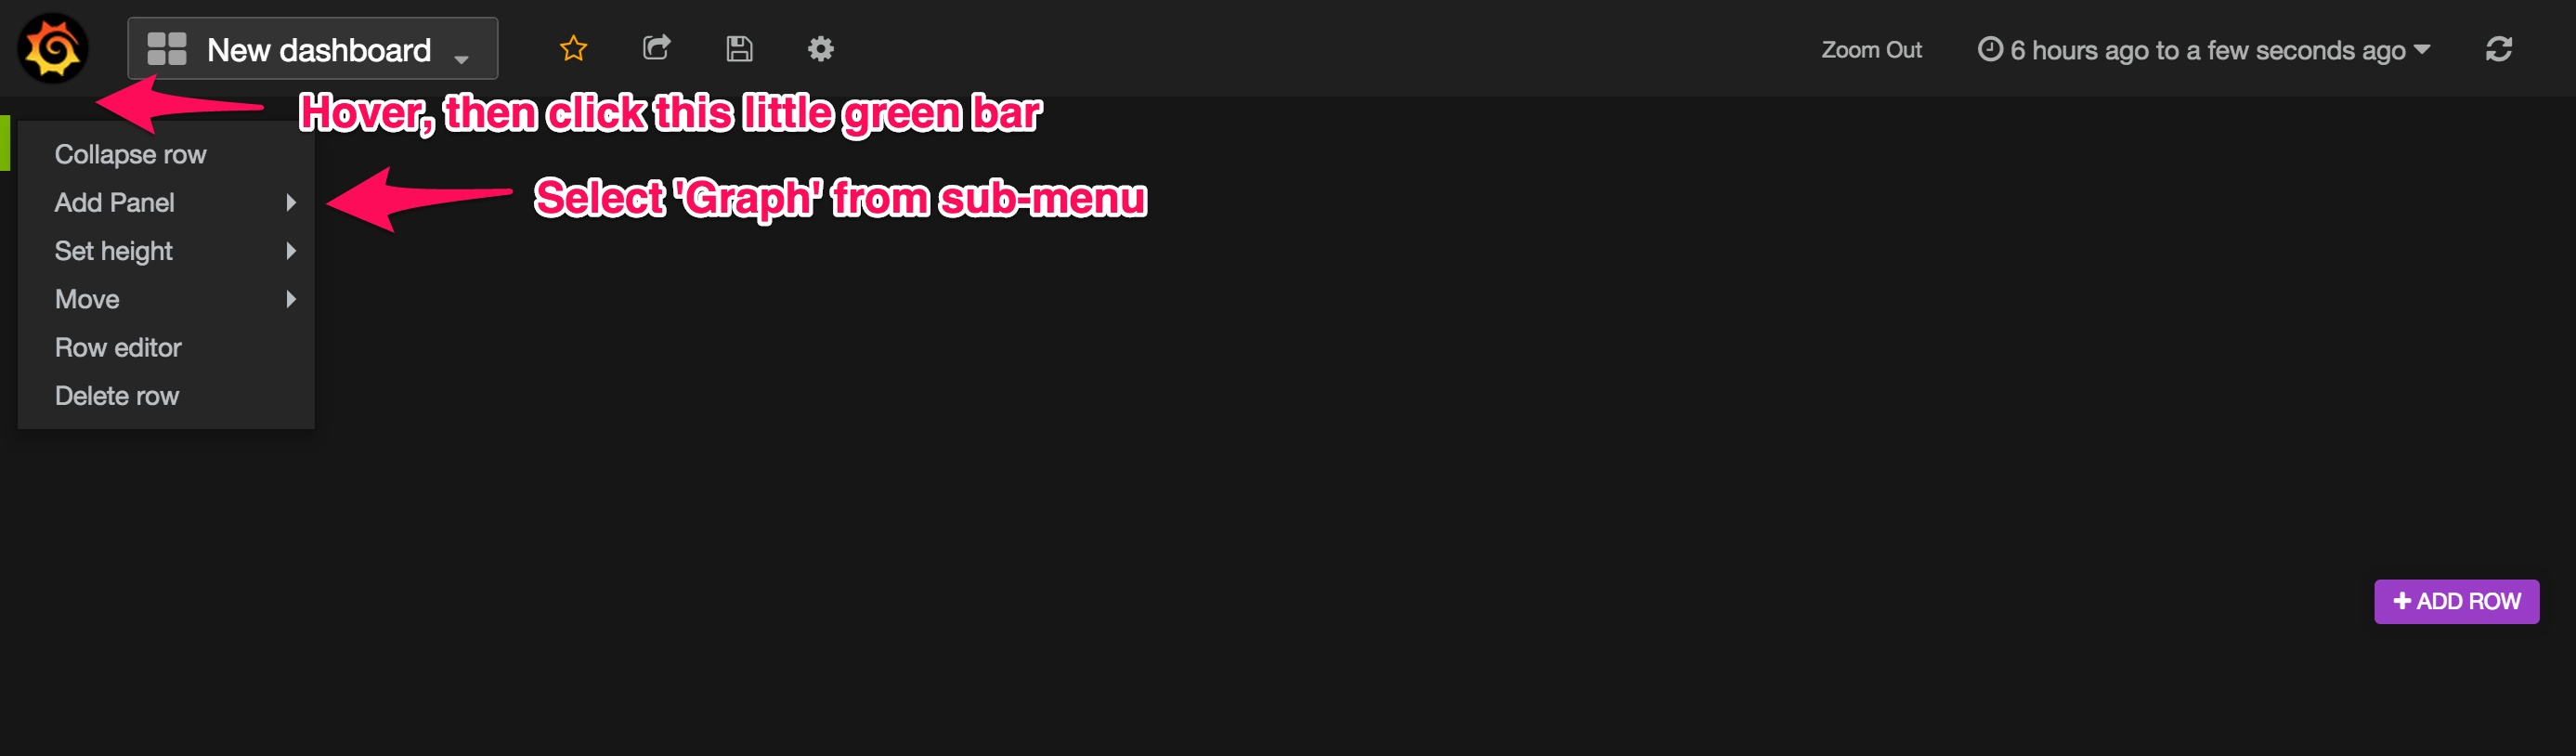 New dashboard
Zoom Out
6 hours ago to a few seconds ago
Hover, then click this little green bar
Collapse row
Add Panel
Select 'Graph' from sub-menu
Set height
Move
Row editor
Delete row
+ ADD ROW